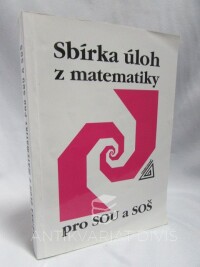 Sbírka úloh
z matematiky
pro SOU a SOŠ